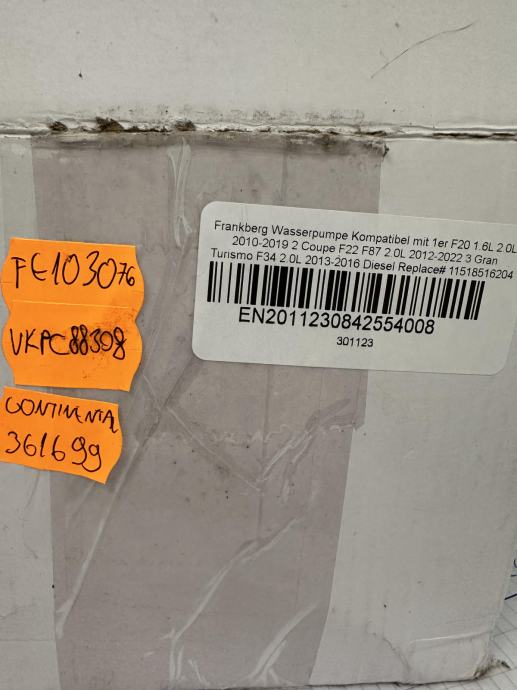 Frankberg Wasserpumpe Kompatibel mit 1er F20 1.6L 2.0L
2010-2019 2 Coupe F22 F87 2.0L 2012-2022 3 Gran
Turismo F34 2.0L 2013-2016 Diesel Replace# 11518516204
EN2011230842554008
301123
FE103076
VKPC88308
CONTINENTA
361699